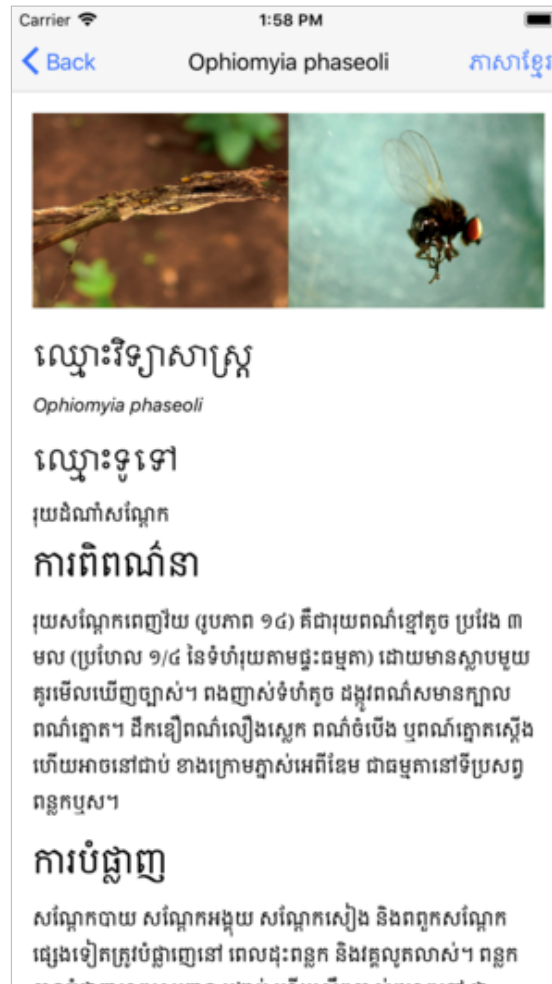 Carrier 1:58 PM
Back Ophiomyia phaseoli ភាសាខ្មែរ
ឈ្មោះវិទ្យាសាស្ត្រ
Ophiomyia phaseoli
ឈ្មោះទូទៅ
រុយដំណាំសណ្តែក
ការពិពណ៌នា
រុយសណ្តែកពេញវ័យ (រូបភាព ១៤) គឺជារុយពណ៌ខ្មៅតូច ប្រវែង ៣
មល (ប្រហែល ១/៤ នៃទំហំរុយតាមផ្ទះធម្មតា) ដោយមានស្លាបមួយ
គូរមើលឃើញច្បាស់។ ពងញាស់ទំហំតូច ដង្កូវពណ៌សមានក្បាល
ពណ៌ត្នោត។ ដឹកឌឿពណ៌លឿងស្លេក ពណ៌ចំបើង ឬពណ៍ត្នោតស្តើង
ហើយអាចនៅជាប់ ខាងក្រោមភ្នាស់អេពីឌែម ជាធម្មតានៅទីប្រសព្វ
ពន្លកឬស។
ការបំផ្លាញ
សណ្តែកបាយ សណ្តែកអង្គុយ សណ្តែកសៀង និងពពួកសណ្តែក
ផ្សេងទៀតត្រូវបំផ្លាញេនៅ ពេលដុះពន្លក និងវគ្គលូតលាស់។ ពន្លក